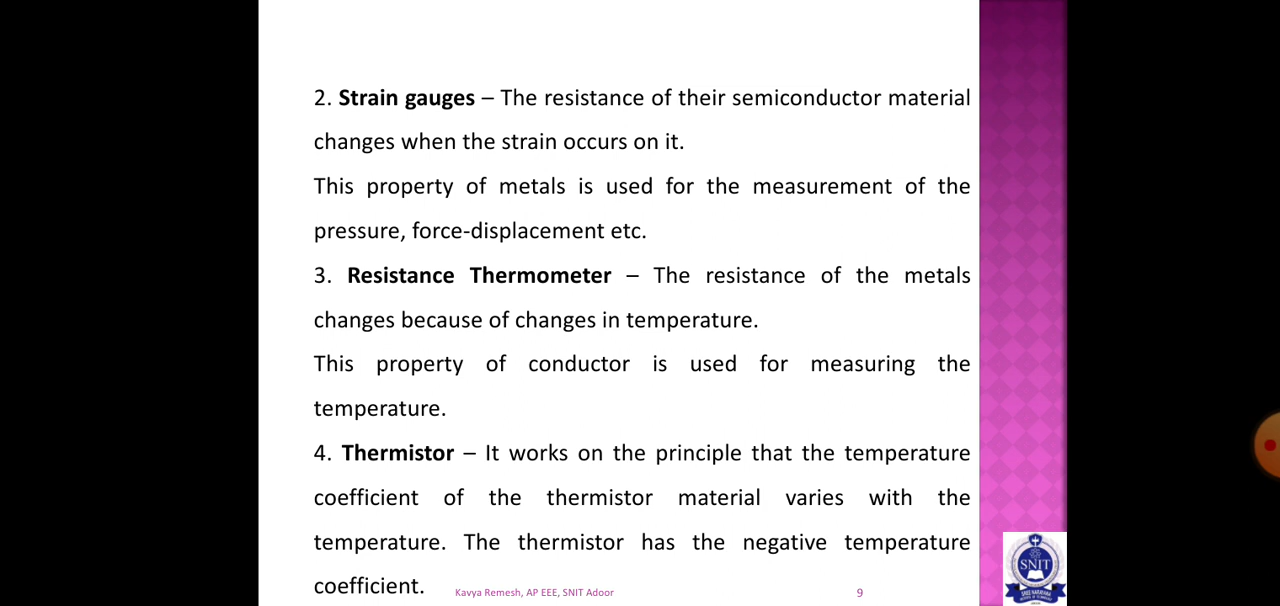 2. Strain gauges – The resistance of their semiconductor material
changes when the strain occurs on it.
This property of metals is used for the measurement of the
pressure, force-displacement etc.
3. Resistance Thermometer – The resistance of the metals
changes because of changes in temperature.
This property of conductor is used for measuring the
temperature.
4. Thermistor – It works on the principle that the temperature
coefficient of the thermistor material varies with the
temperature. The thermistor has the negative temperature
coefficient.
Kavya Remesh, AP EEE, SNIT Adoor
9
SNIT